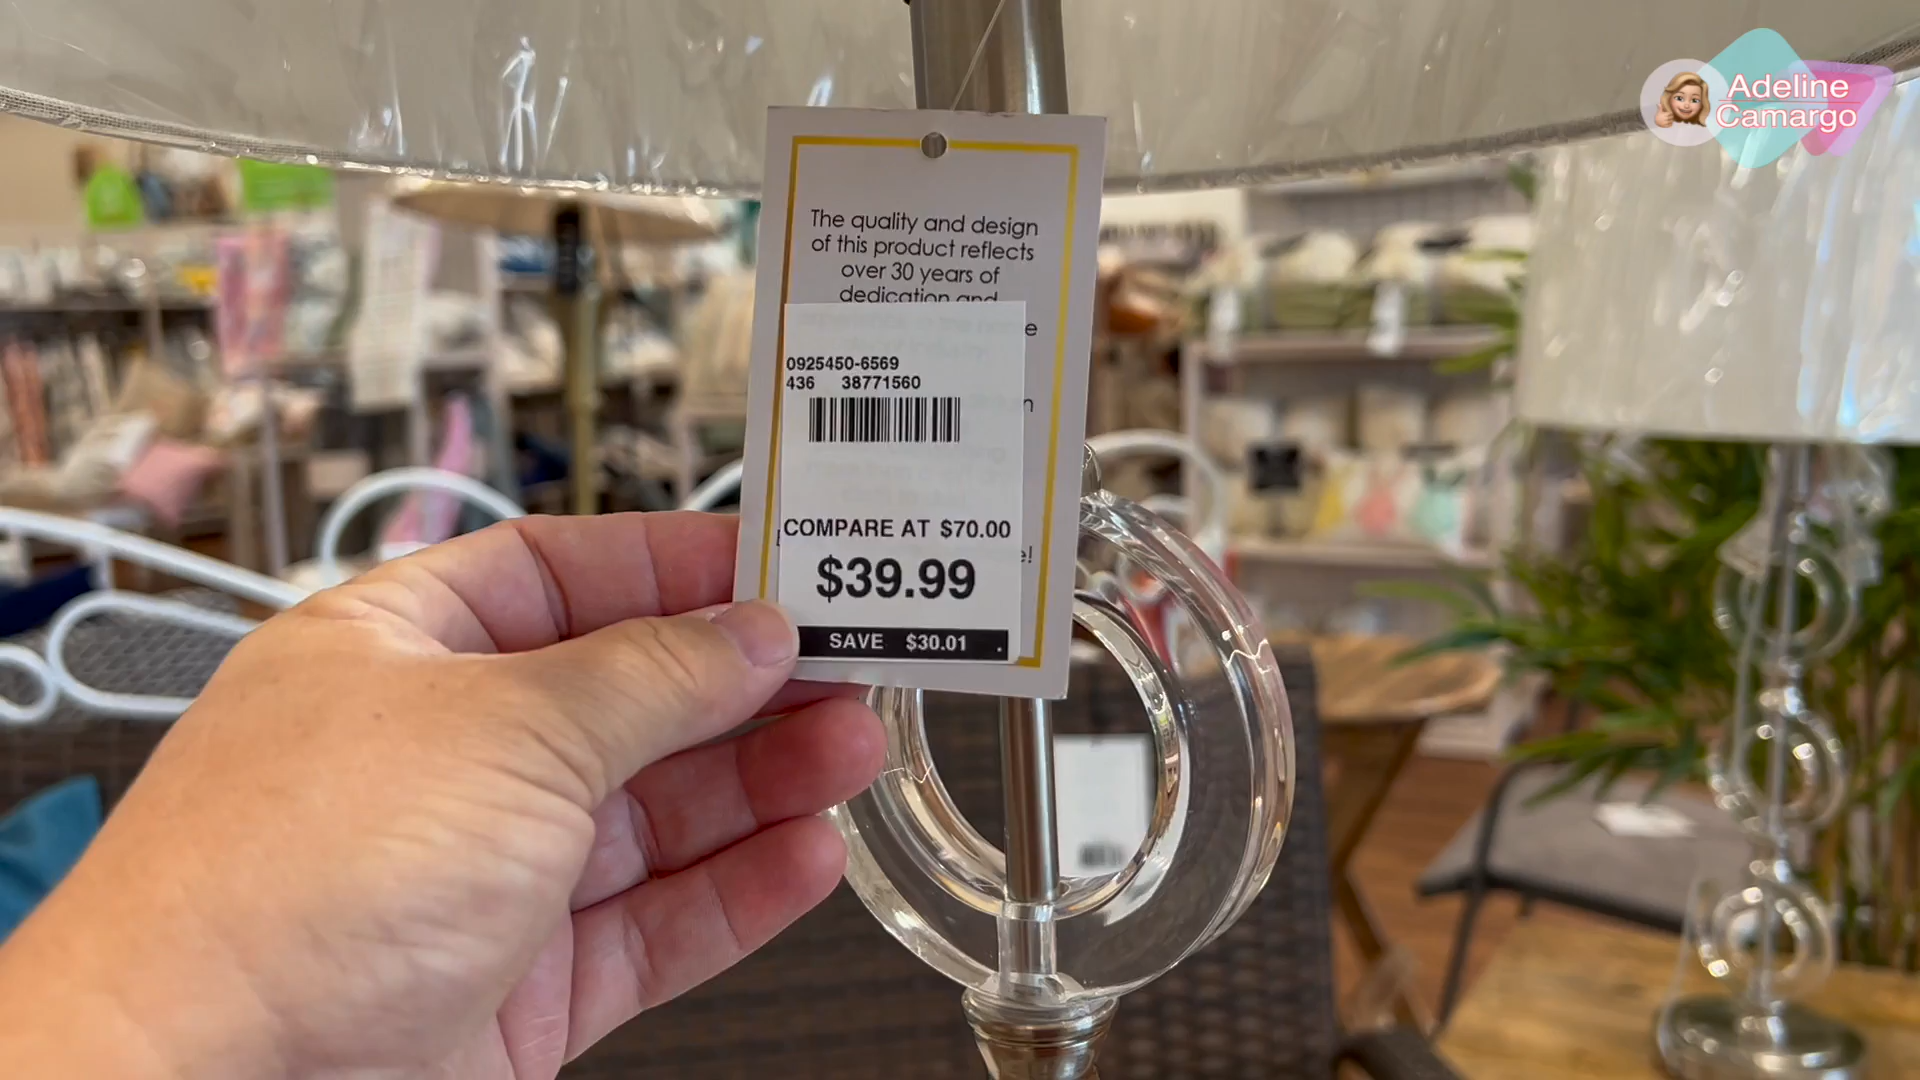 Adeline
Camargo
The quality and design
of this product reflects
over 30 years of
dedication and
0925450-6569
436 38771560
COMPARE AT $70.00
$39.99
SAVE $30.01 .